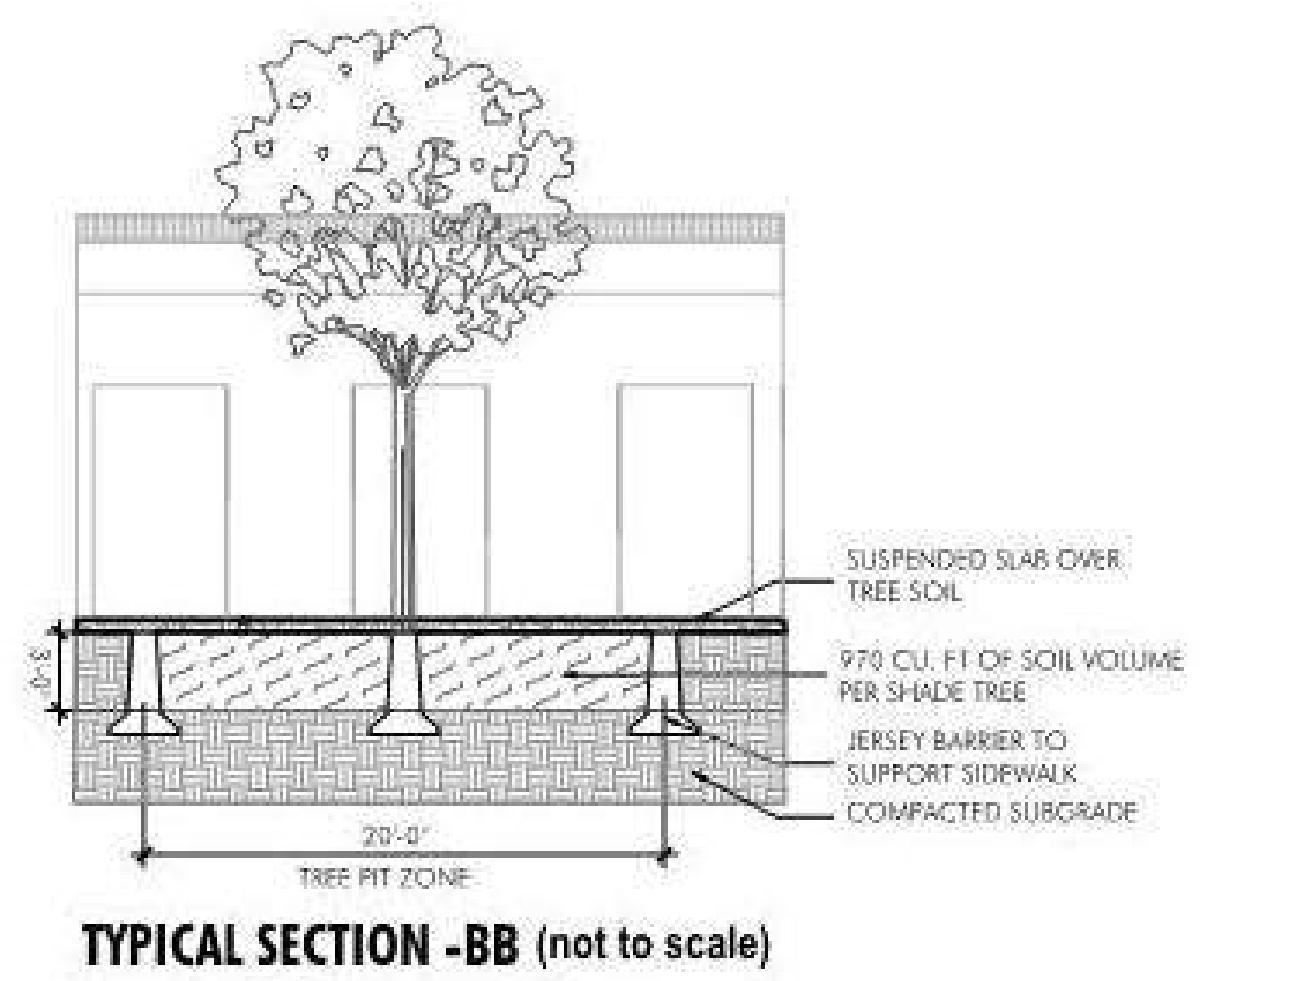 SUSPENDED SLAB OVER
TREE SOIL
970 CU. FT OF SOIL VOLUME
PER SHADE TREE
3'-0"
JERSEY BARRIER TO
SUPPORT SIDEWALK
COMPACTED SUBGRADE
20'-0"
TREE PIT ZONE
TYPICAL SECTION -BB (not to scale)